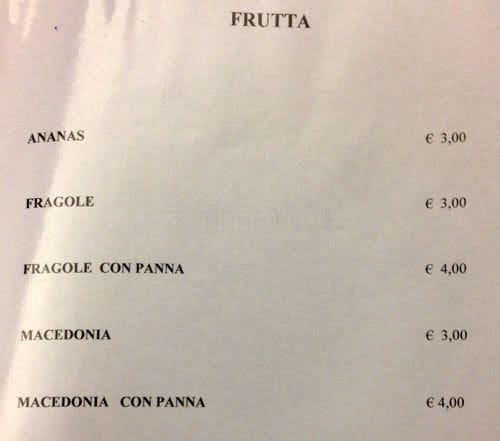 FRUTTA
ANANAS € 3,00
FRAGOLE € 3,00
FRAGOLE CON PANNA € 4,00
MACEDONIA € 3,00
MACEDONIA CON PANNA € 4,00